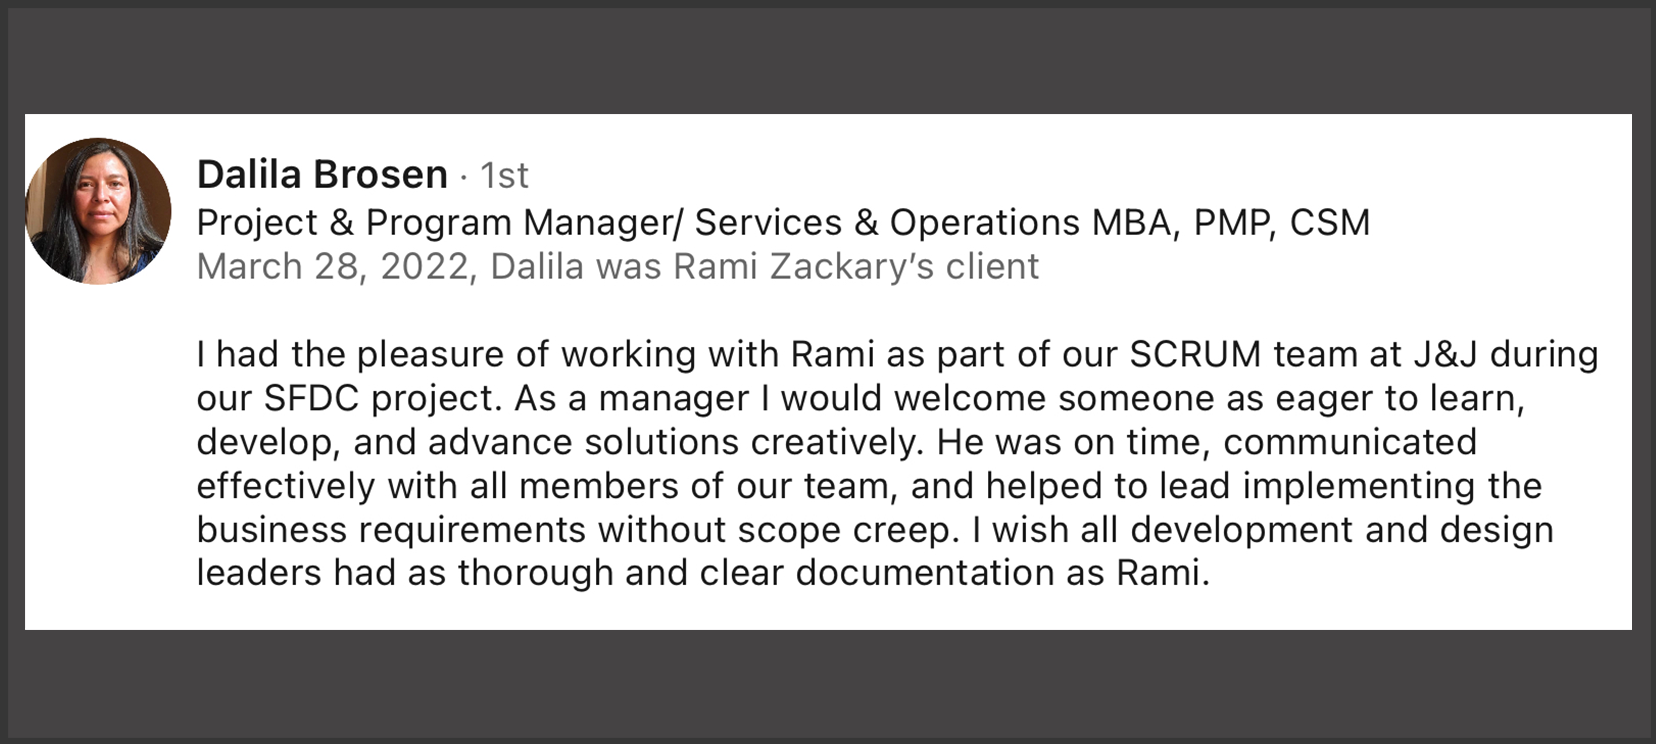 Dalila Brosen · 1st
Project & Program Manager/ Services & Operations MBA, PMP, CSM
March 28, 2022, Dalila was Rami Zackary’s client
I had the pleasure of working with Rami as part of our SCRUM team at J&J during
our SFDC project. As a manager I would welcome someone as eager to learn,
develop, and advance solutions creatively. He was on time, communicated
effectively with all members of our team, and helped to lead implementing the
business requirements without scope creep. I wish all development and design
leaders had as thorough and clear documentation as Rami.